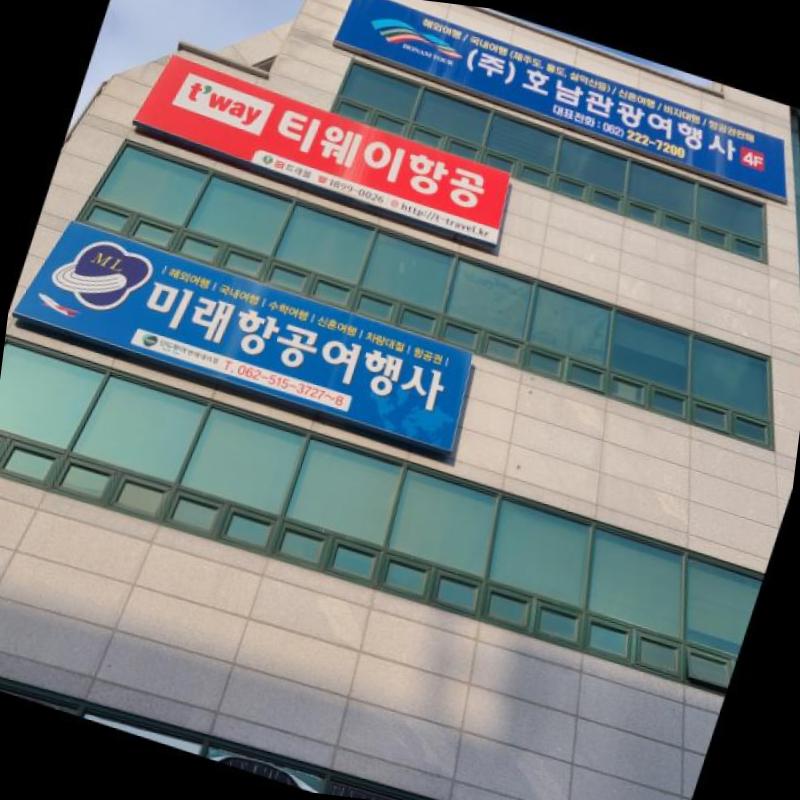 해외여행 / 국내여행 (제주도, 홍도, 설악산등) / 신혼여행 / 비자대행 / 항공권판매
HONAM TOUR
(주) 호남관광여행사 4F
대표전화 : 062) 222-7200
t'way
티웨이항공
트래블 1899-0026 http://t-travel.kr
ML
| 해외여행 | 국내여행 | 수학여행 | 신혼여행 | 차량대절 | 항공권 |
미래항공여행사
T. 062-515-3727~8